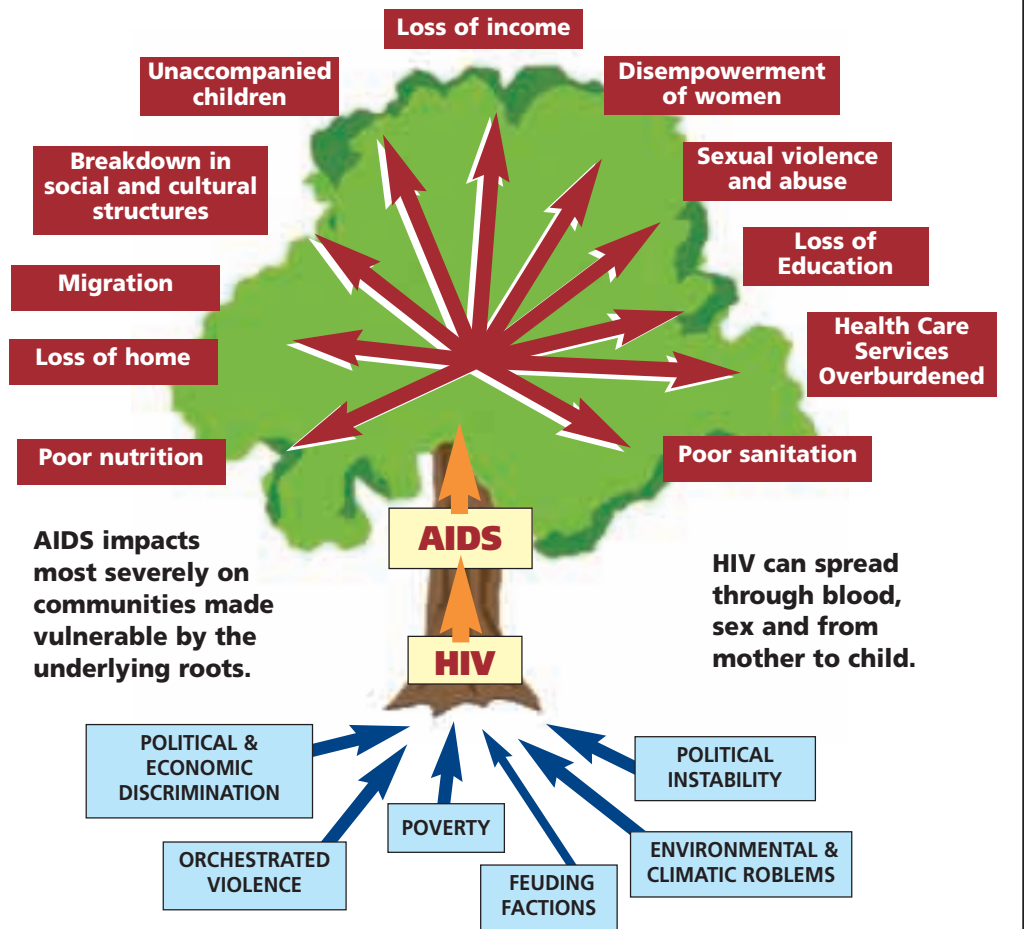 Loss of income
Unaccompanied
children
Disempowerment
of women
Breakdown in
social and cultural
structures
Sexual violence
and abuse
Migration
Loss of
Education
Loss of home
Health Care
Services
Overburdened
Poor nutrition
Poor sanitation
AIDS
HIV
AIDS impacts
most severely on
communities made
vulnerable by the
underlying roots.
HIV can spread
through blood,
sex and from
mother to child.
POLITICAL &
ECONOMIC
DISCRIMINATION
ORCHESTRATED
VIOLENCE
POVERTY
FEUDING
FACTIONS
ENVIRONMENTAL &
CLIMATIC ROBLEMS
POLITICAL
INSTABILITY